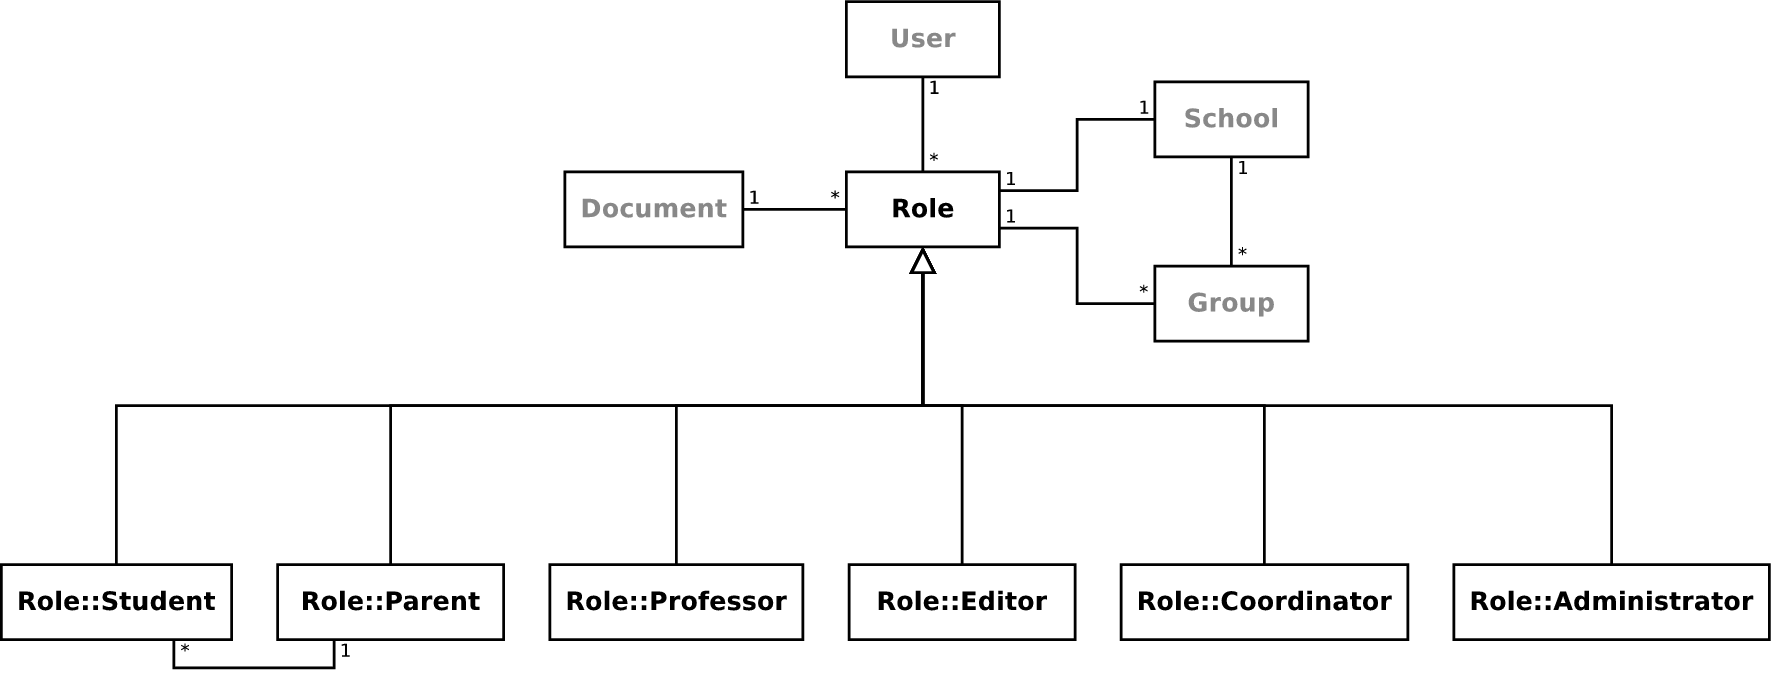 User
1
School
1
*
1
Document
1
*
Role
1
1
*
*
Group
Role::Student
Role::Parent
Role::Professor
Role::Editor
Role::Coordinator
Role::Administrator
*
1